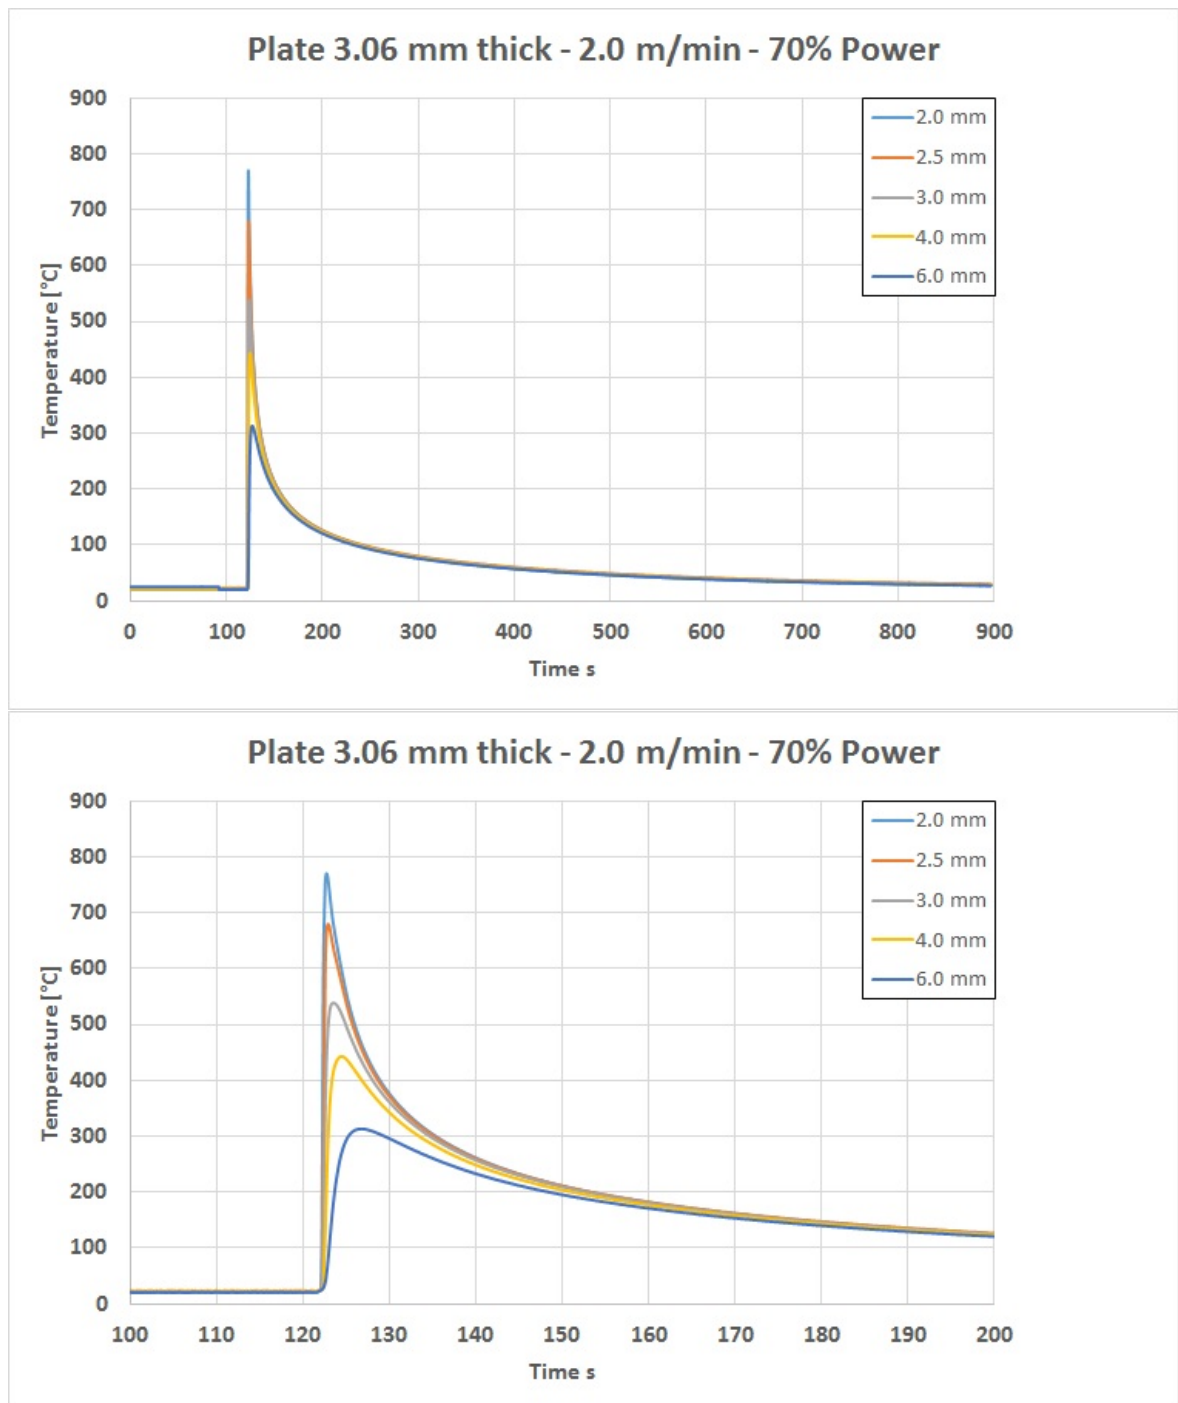 Plate 3.06 mm thick - 2.0 m/min - 70% Power
900
800
700
600
500
400
300
200
100
0
Temperature [°C]
0 100 200 300 400 500 600 700 800 900
Time s
2.0 mm
2.5 mm
3.0 mm
4.0 mm
6.0 mm
Plate 3.06 mm thick - 2.0 m/min - 70% Power
900
800
700
600
500
400
300
200
100
0
Temperature [°C]
100 110 120 130 140 150 160 170 180 190 200
Time s
2.0 mm
2.5 mm
3.0 mm
4.0 mm
6.0 mm